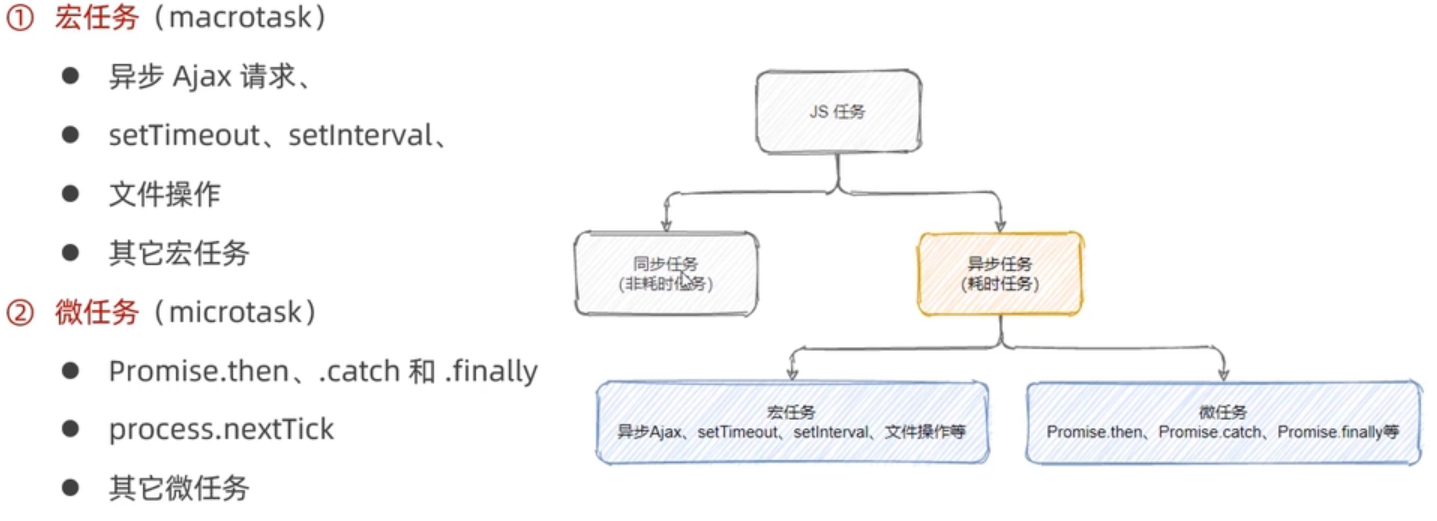 ① 宏任务（macrotask）
● 异步 Ajax 请求、
● setTimeout、setInterval、
● 文件操作
● 其它宏任务
② 微任务（microtask）
● Promise.then、.catch 和 .finally
● process.nextTick
● 其它微任务
JS 任务
同步任务
(非耗时任务)
异步任务
(耗时任务)
宏任务
异步Ajax、setTimeout、setInterval、文件操作等
微任务
Promise.then、Promise.catch、Promise.finally等